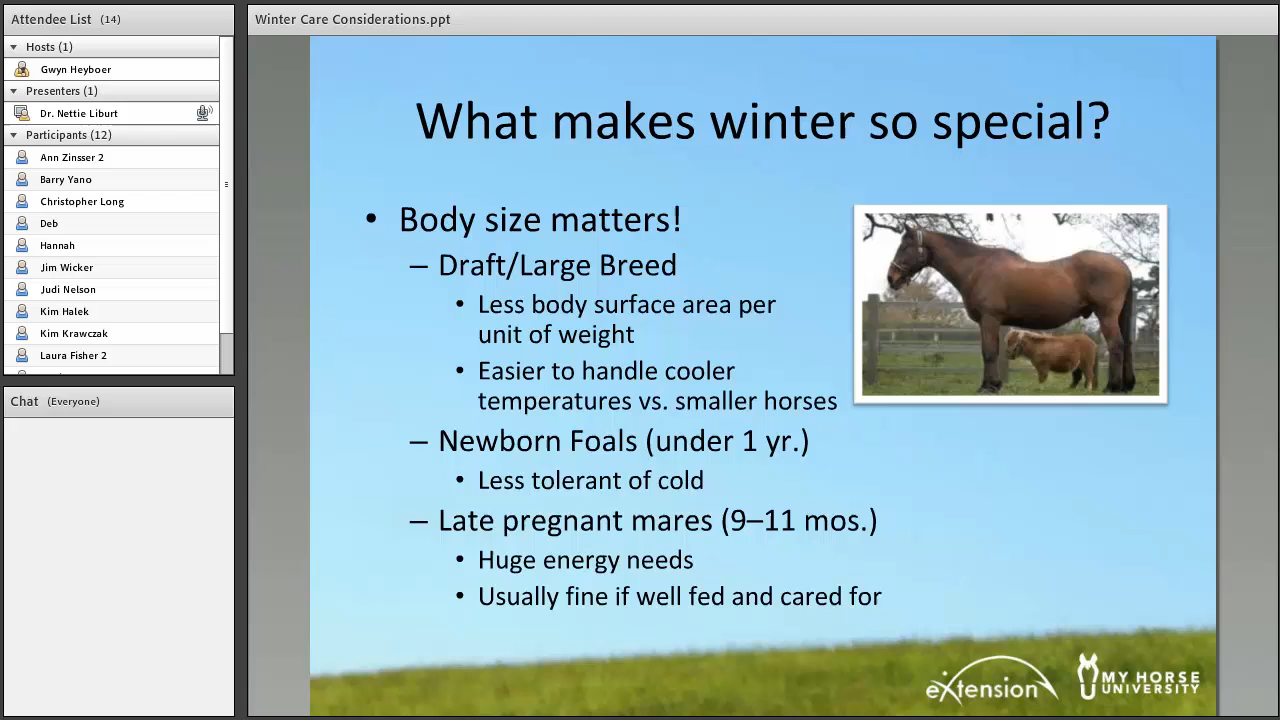 Attendee List (14)
Hosts (1)
Gwyn Heyboer
Presenters (1)
Dr. Nettie Liburt
Participants (12)
Ann Zinsser 2
Barry Yano
Christopher Long
Deb
Hannah
Jim Wicker
Judi Nelson
Kim Halek
Kim Krawczak
Laura Fisher 2
Chat (Everyone)
Winter Care Considerations.ppt
What makes winter so special?
• Body size matters!
– Draft/Large Breed
• Less body surface area per
unit of weight
• Easier to handle cooler
temperatures vs. smaller horses
– Newborn Foals (under 1 yr.)
• Less tolerant of cold
– Late pregnant mares (9–11 mos.)
• Huge energy needs
• Usually fine if well fed and cared for
eXtension
MY HORSE
UNIVERSITY